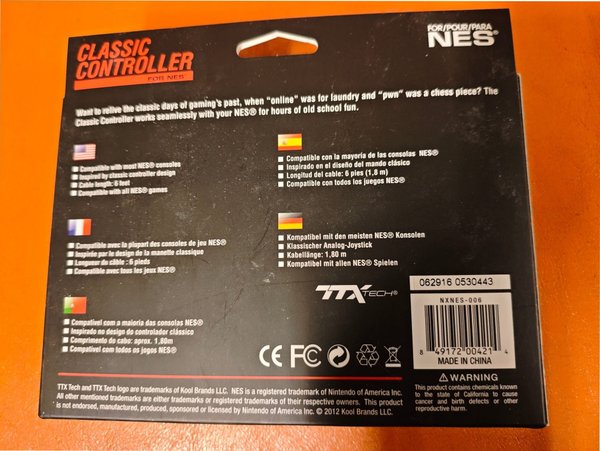 CLASSIC
CONTROLLER
FOR NES
FOR/POUR/PARA
NES®
Want to relive the classic days of gaming's past, when "online" was for laundry and "pwn" was a chess piece? The
Classic Controller works seamlessly with your NES® for hours of old school fun.
Compatible with most NES® consoles
Inspired by classic controller design
Cable length: 6 feet
Compatible with all NES® games
Compatible con la mayoría de las consolas NES®
Inspirado en el diseño del mando clásico
Longitud del cable: 6 pies (1,8 m)
Compatible con todos los juegos NES®
Compatible avec la plupart des consoles de jeu NES®
Inspirée par le design de la manette classique
Longueur du câble : 6 pieds
Compatible avec tous les jeux NES®
Kompatibel mit den meisten NES® Konsolen
Klassischer Analog-Joystick
Kabellänge: 1,80 m
Kompatibel mit allen NES® Spielen
Compatível com a maioria das consolas NES®
Inspirado no design do controlador clássico
Comprimento do cabo: aprox. 1,80m
Compatível com todos os jogos NES®
TTX TECH®
062916 0530443
NXNES-006
8 49172 00421 4
MADE IN CHINA
CE FC
WARNING
This product contains chemicals known
to the state of California to cause
cancer and birth defects or other
reproductive harm.
TTX Tech and TTX Tech logo are trademarks of Kool Brands LLC. NES is a registered trademark of Nintendo of America Inc.
All other mentioned trademarks are either trademarks or registered trademarks of their respective owners. This product
is not endorsed, manufactured, produced, sponsored or licensed by Nintendo of America Inc. © 2012 Kool Brands LLC.